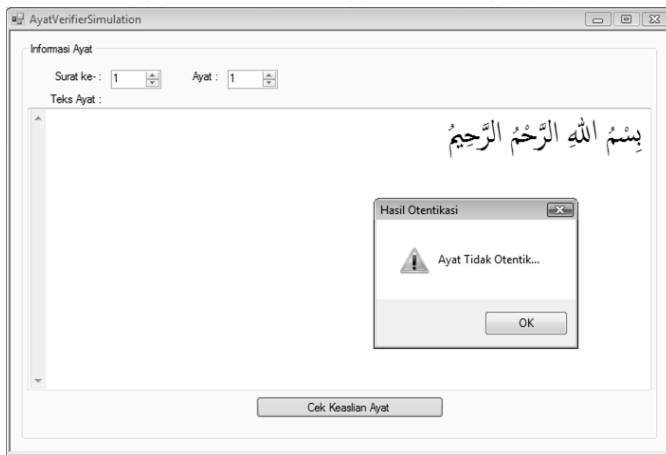 AyatVerifierSimulation
Informasi Ayat
Surat ke- : 1 Ayat : 1
Teks Ayat :
بِسْمُ اللهِ الرَّحْمُ الرَّحِيمُ
Hasil Otentikasi
Ayat Tidak Otentik...
OK
Cek Keaslian Ayat